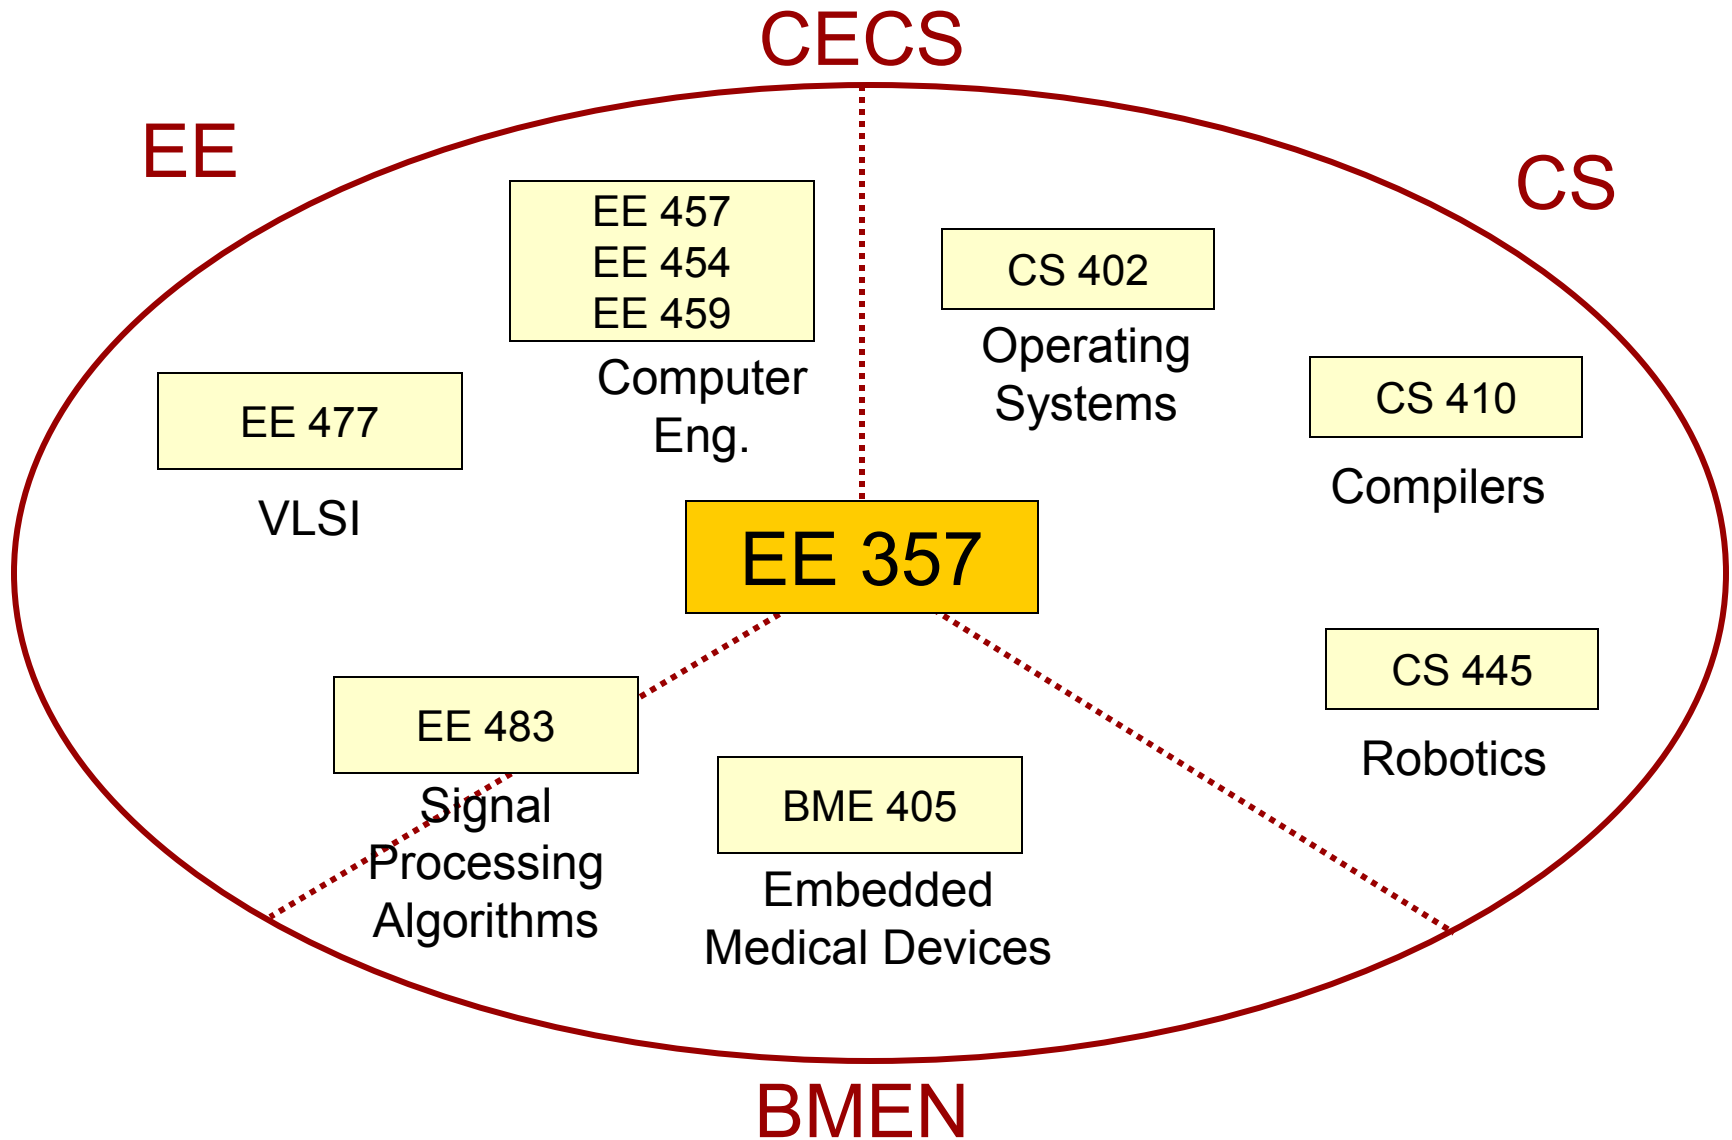 CECS
EE
CS
EE 457
EE 454
EE 459
Computer
Eng.
CS 402
Operating
Systems
EE 477
VLSI
CS 410
Compilers
EE 357
CS 445
Robotics
EE 483
Signal
Processing
Algorithms
BME 405
Embedded
Medical Devices
BMEN